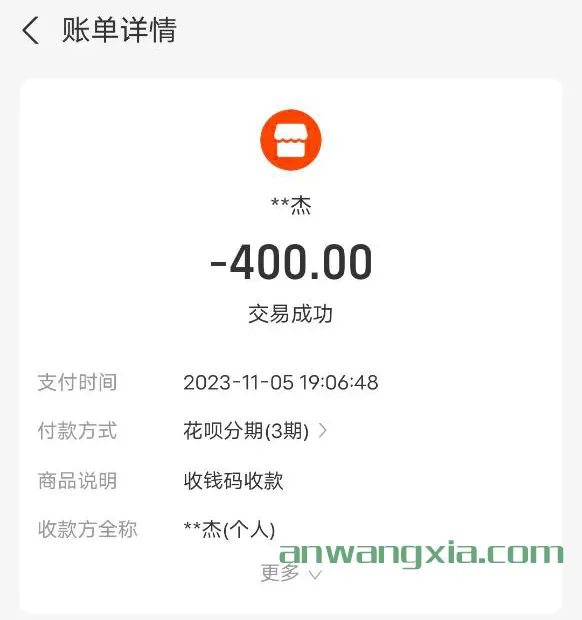 账单详情
**杰
-400.00
交易成功
支付时间 2023-11-05 19:06:48
付款方式 花呗分期(3期)
商品说明 收钱码收款
收款方全称 **杰(个人)
anwangxia.com
更多